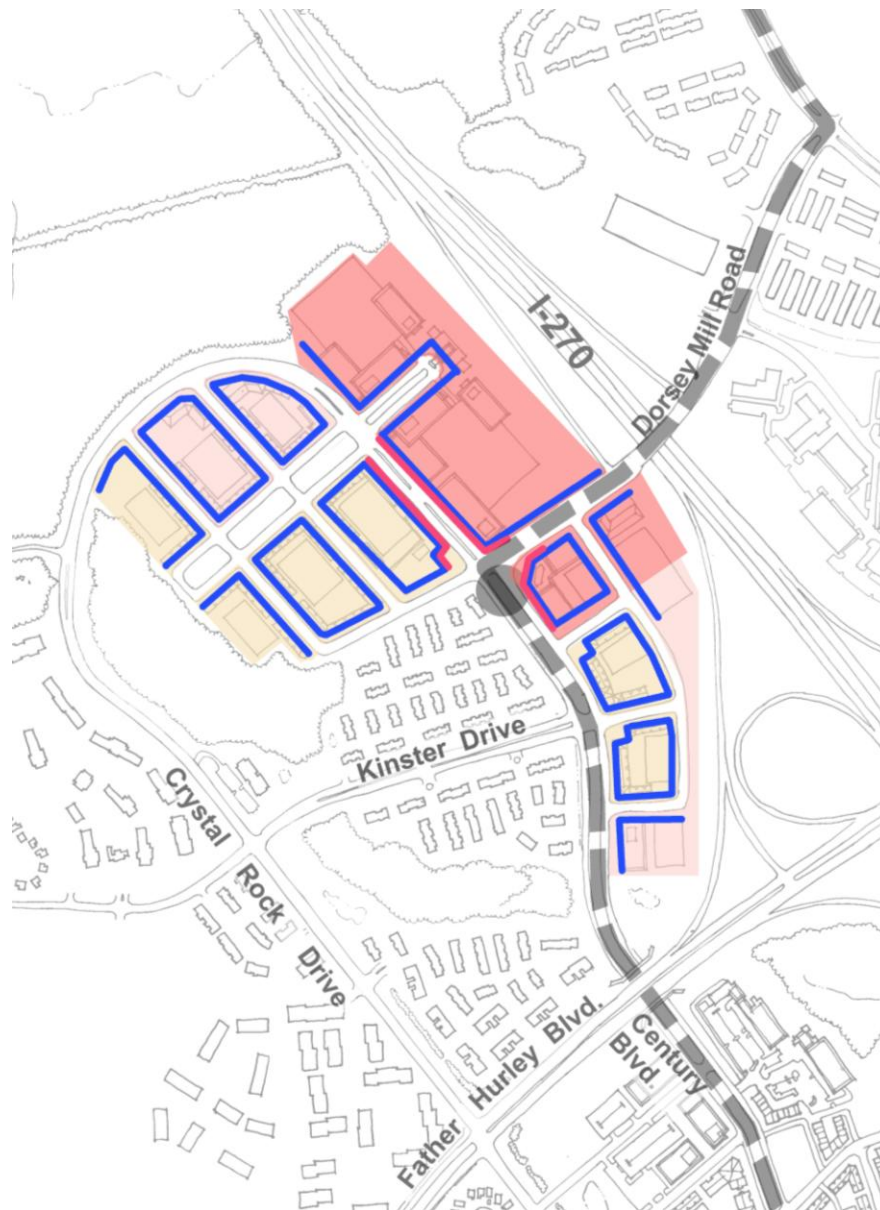 I-270
Dorsey Mill Road
Kinster Drive
Crystal
Rock
Drive
Father Hurley Blvd.
Century
Blvd.